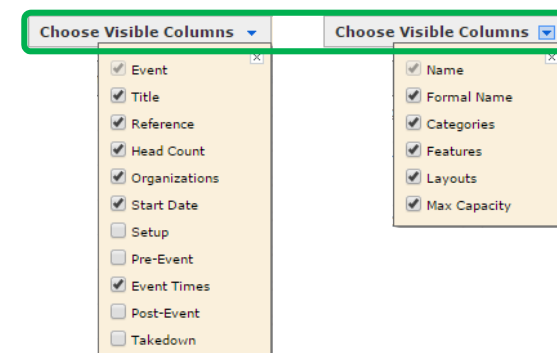 Choose Visible Columns
Event
Title
Reference
Head Count
Organizations
Start Date
Setup
Pre-Event
Event Times
Post-Event
Takedown
Choose Visible Columns
Name
Formal Name
Categories
Features
Layouts
Max Capacity